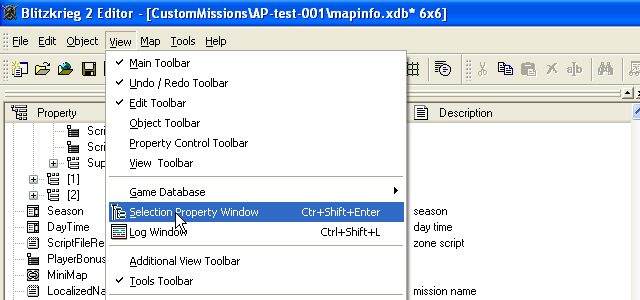 Blitzkrieg 2 Editor - [CustomMissions\AP-test-001\mapinfo.xdb* 6x6]
File Edit Object View Map Tools Help
Main Toolbar
Undo / Redo Toolbar
Edit Toolbar
Object Toolbar
Property Control Toolbar
View Toolbar
Game Database
Selection Property Window Ctr+Shift+Enter
Log Window Ctrl+Shift+L
Additional View Toolbar
Tools Toolbar
Property Description
Scri
Scri
Sup
[1]
[2]
Season season
DayTime day time
ScriptFileRe zone script
PlayerBonus
MiniMap
LocalizedNa mission name